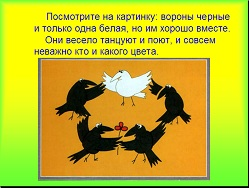 Посмотрите на картинку: вороны черные
и только одна белая, но им хорошо вместе.
Они весело танцуют и поют, и совсем
неважно кто и какого цвета.